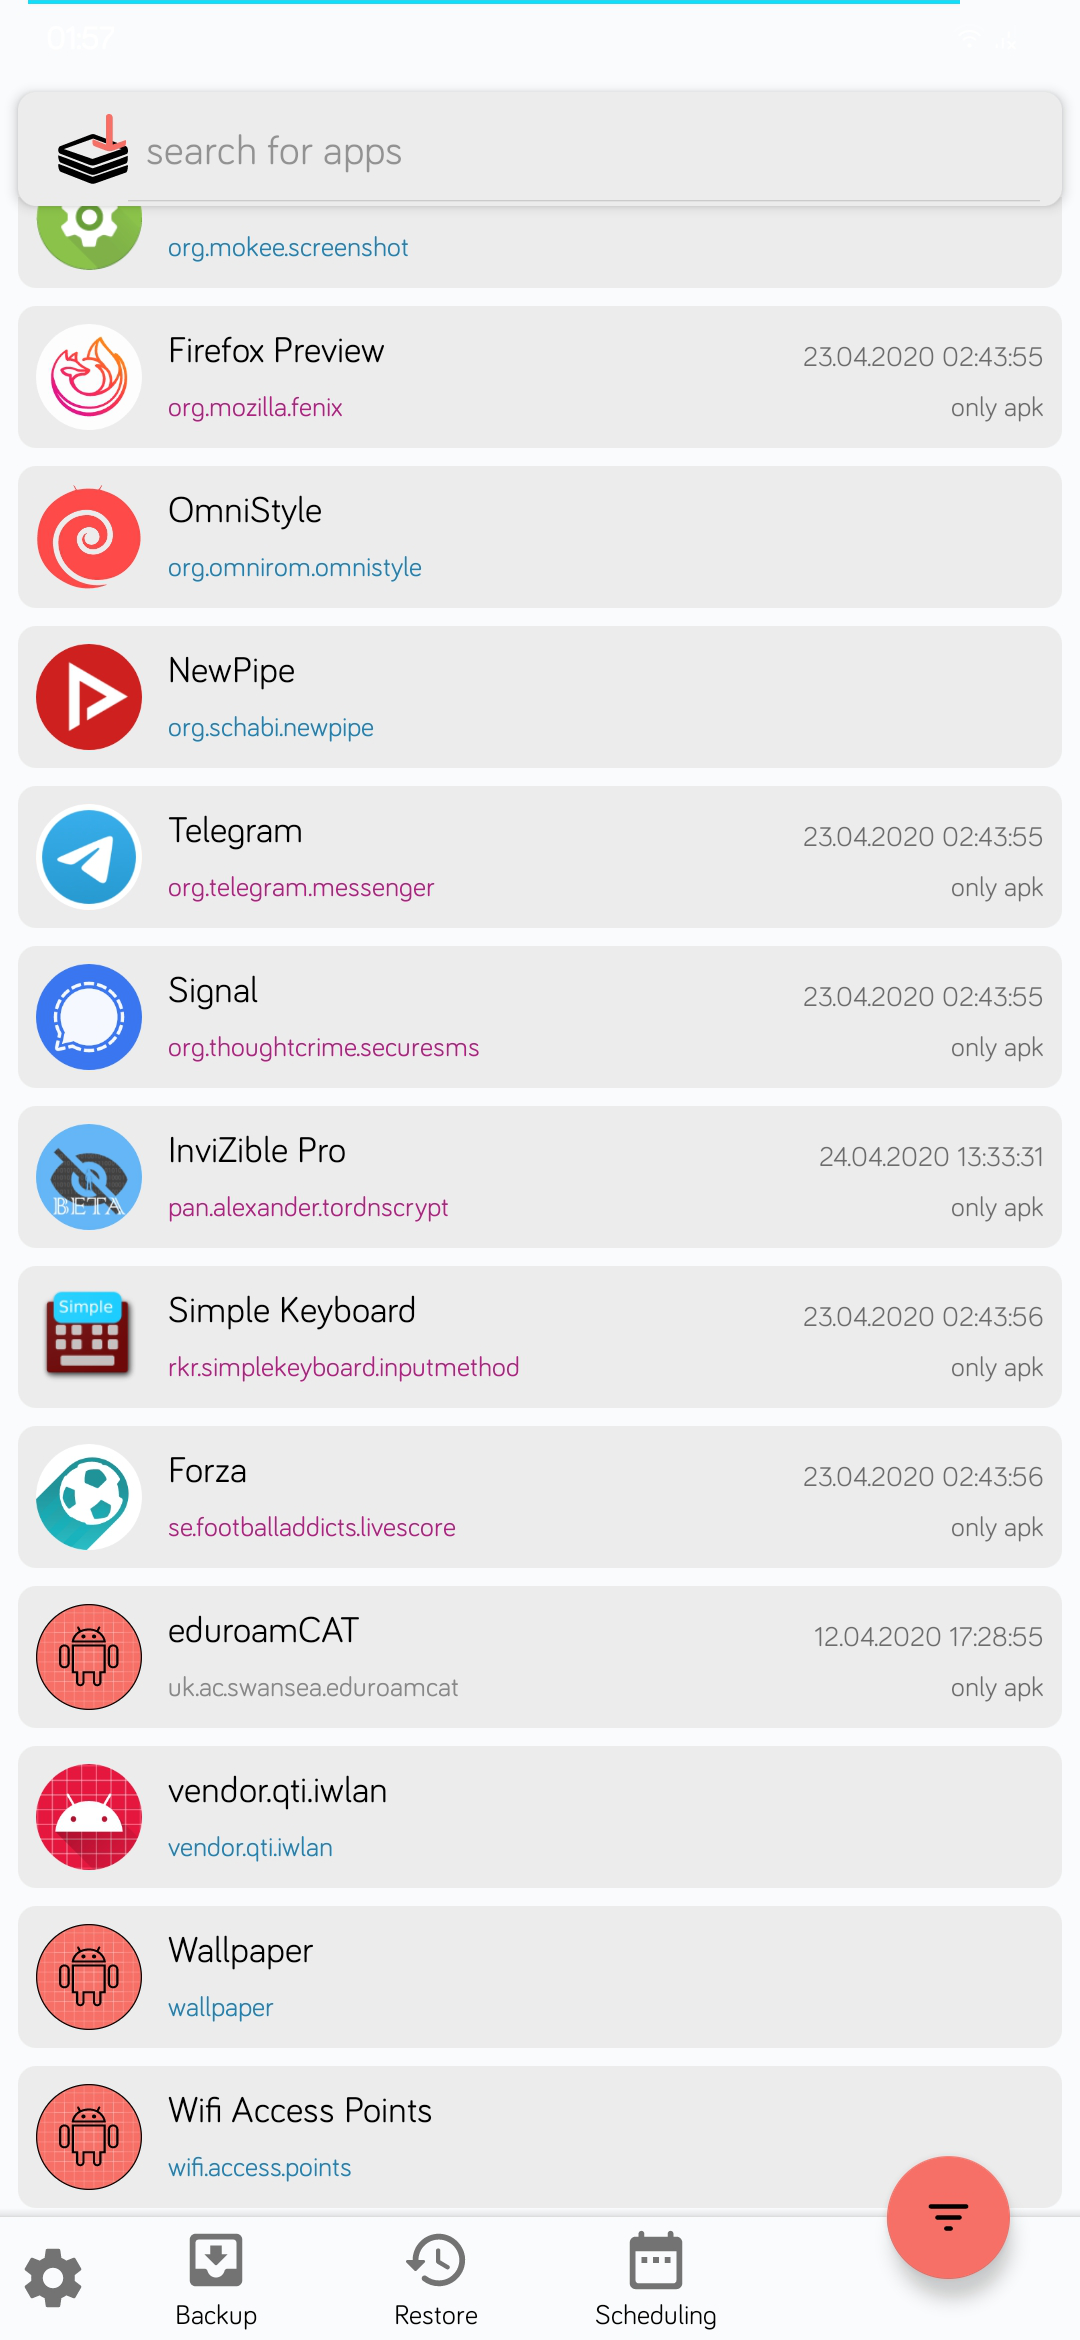 01:57
search for apps
org.mokee.screenshot
Firefox Preview
23.04.2020 02:43:55
org.mozilla.fenix
only apk
OmniStyle
org.omnirom.omnistyle
NewPipe
org.schabi.newpipe
Telegram
23.04.2020 02:43:55
org.telegram.messenger
only apk
Signal
23.04.2020 02:43:55
org.thoughtcrime.securesms
only apk
BETA
InviZible Pro
24.04.2020 13:33:31
pan.alexander.tordnscrypt
only apk
Simple
Simple Keyboard
23.04.2020 02:43:56
rkr.simplekeyboard.inputmethod
only apk
Forza
23.04.2020 02:43:56
se.footballaddicts.livescore
only apk
eduroamCAT
12.04.2020 17:28:55
uk.ac.swansea.eduroamcat
only apk
vendor.qti.iwlan
vendor.qti.iwlan
Wallpaper
wallpaper
Wifi Access Points
wifi.access.points
Backup
Restore
Scheduling